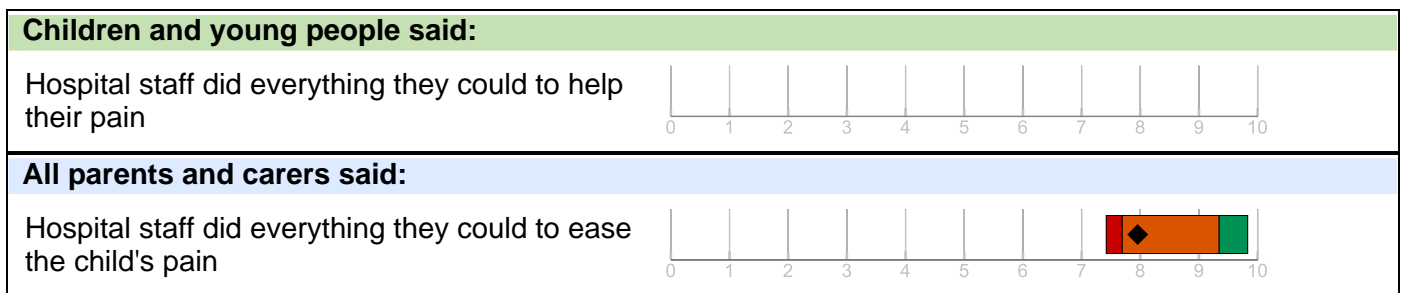 Children and young people said:
Hospital staff did everything they could to help
their pain
0 1 2 3 4 5 6 7 8 9 10
All parents and carers said:
Hospital staff did everything they could to ease
the child's pain
0 1 2 3 4 5 6 7 8 9 10